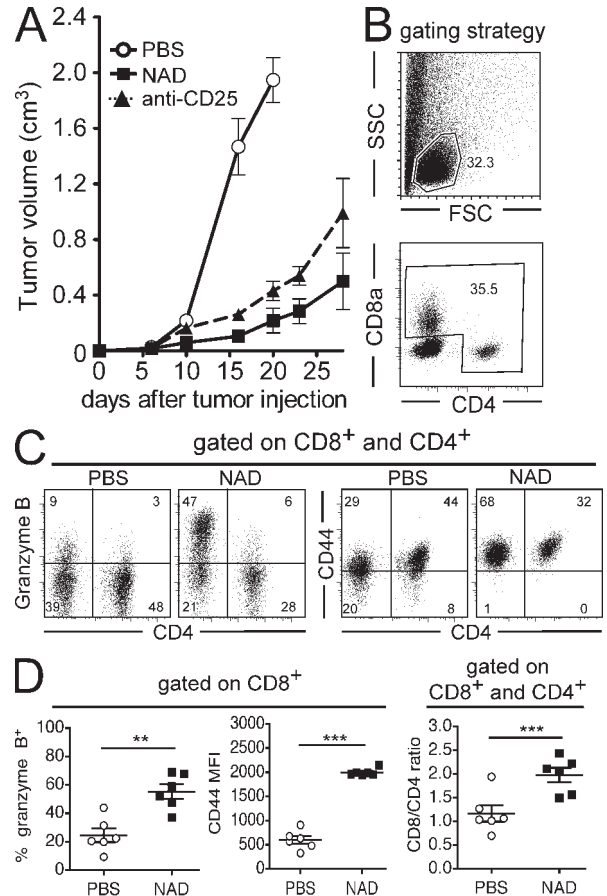 A
2.4
2.0
1.6
1.2
0.8
0.4
0
Tumor volume (cm3)
PBS
NAD
anti-CD25
0 5 10 15 20 25
days after tumor injection
B
gating strategy
SSC
32.3
FSC
CD8a
35.5
CD4
C
gated on CD8+ and CD4+
PBS NAD PBS NAD
Granzyme B
9 3
39 48
47 6
21 28
CD4
CD44
29 44
20 8
68 32
1 0
CD4
D
gated on CD8+
gated on
CD8+ and CD4+
% granzyme B+
100
80
60
40
20
0
**
PBS NAD
CD44 MFI
3000
2500
2000
1500
1000
500
0
***
PBS NAD
CD8/CD4 ratio
3.0
2.5
2.0
1.5
1.0
0.5
0.0
***
PBS NAD